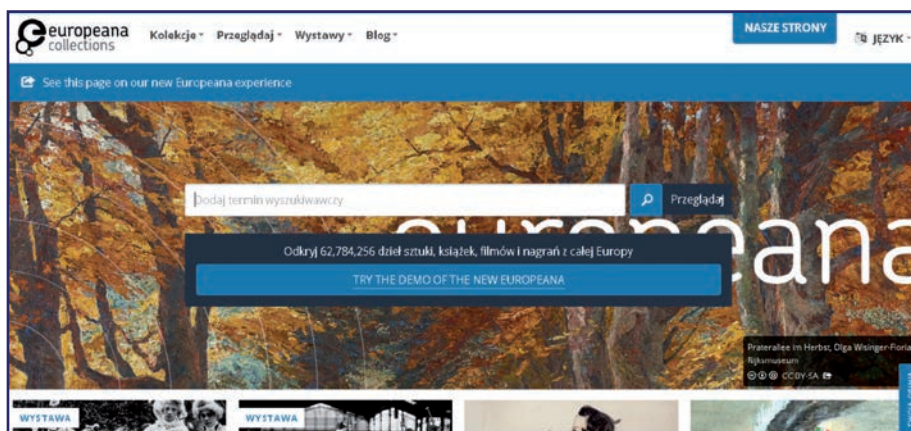 europeana
collections
Kolekcje
Przeglądaj
Wystawy
Blog
NASZE STRONY
JĘZYK
See this page on our new Europeana experience
Dodaj termin wyszukiwawczy
Przeglądaj
europeana
Odkryj 62,784,256 dzieł sztuki, książek, filmów i nagrań z całej Europy
TRY THE DEMO OF THE NEW EUROPEANA
Praterallee im Herbst, Olga Wisinger-Floria
Rijksmuseum
CC BY-SA
WYSTAWA
WYSTAWA